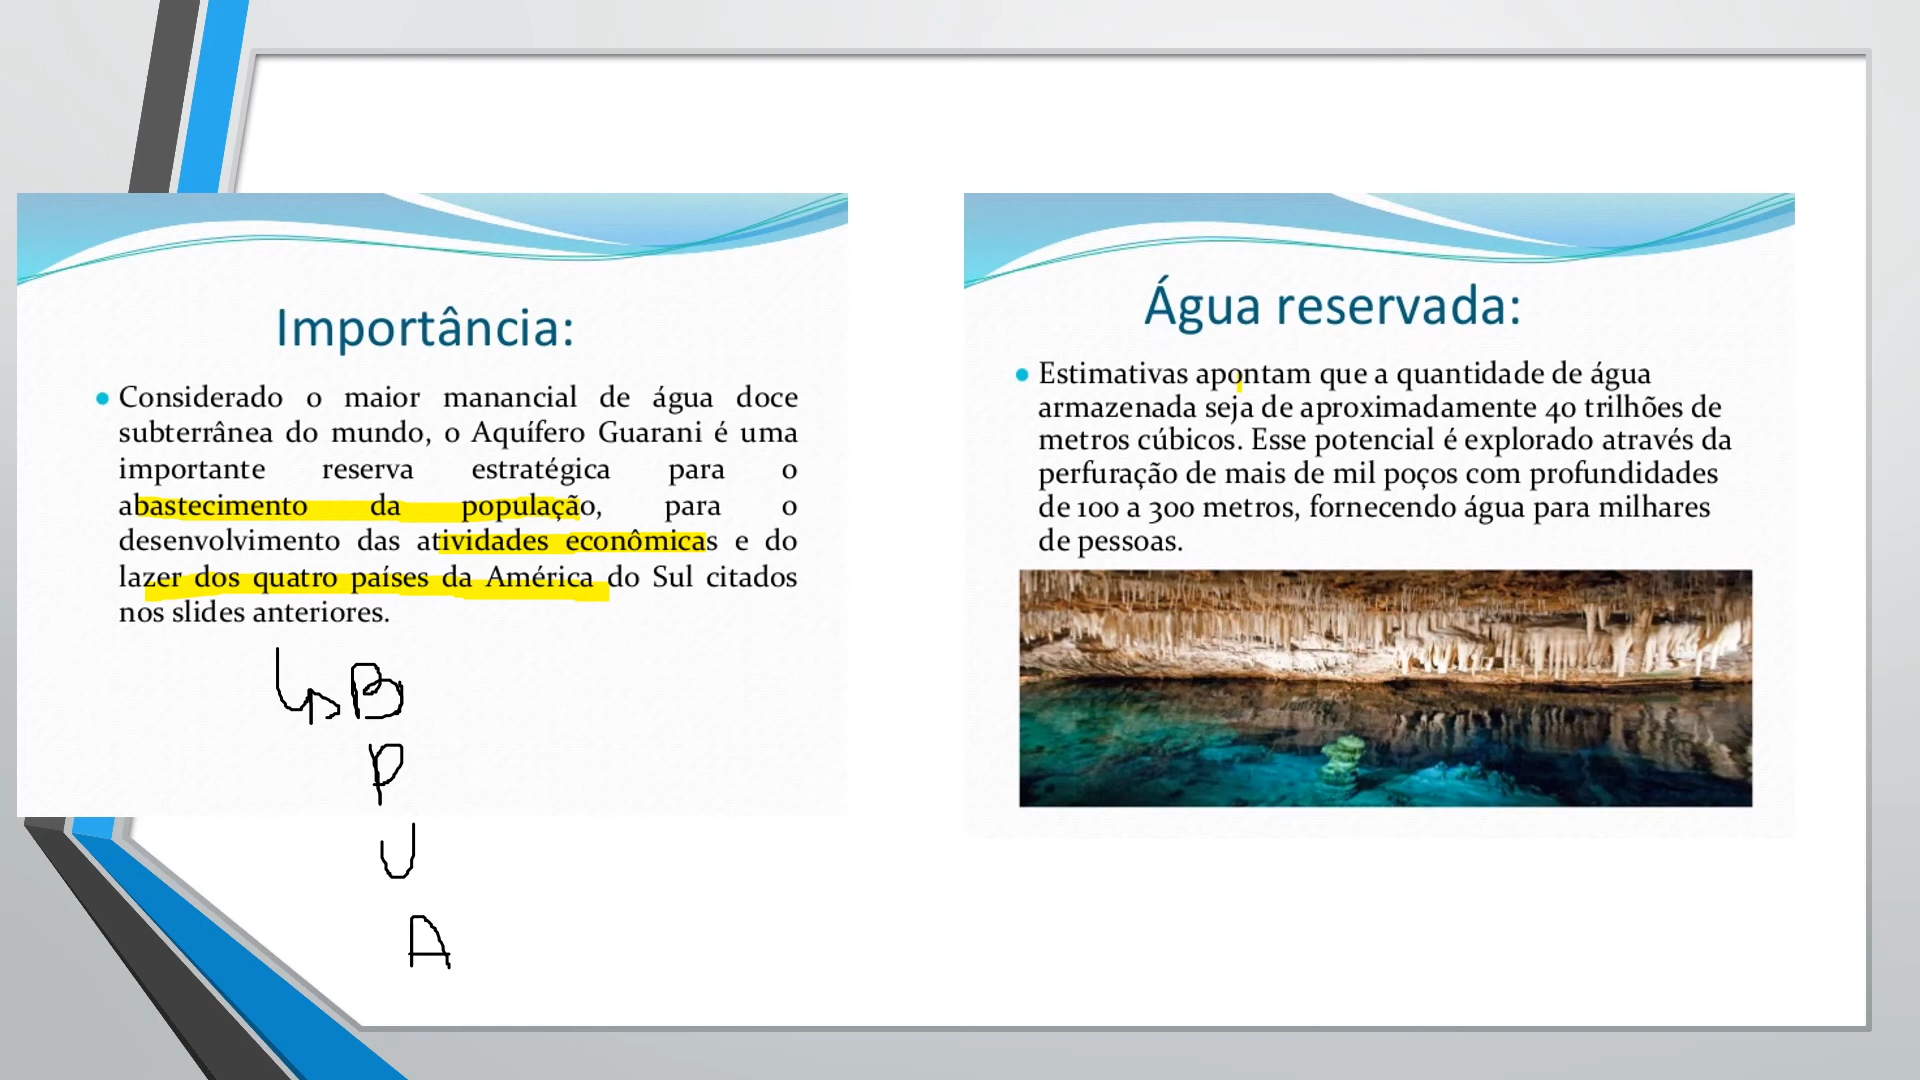 Importância:
Considerado o maior manancial de água doce
subterrânea do mundo, o Aquífero Guarani é uma
importante reserva estratégica para o
abastecimento da população, para o
desenvolvimento das atividades econômicas e do
lazer dos quatro países da América do Sul citados
nos slides anteriores.
B
P
U
A
Água reservada:
Estimativas apontam que a quantidade de água
armazenada seja de aproximadamente 40 trilhões de
metros cúbicos. Esse potencial é explorado através da
perfuração de mais de mil poços com profundidades
de 100 a 300 metros, fornecendo água para milhares
de pessoas.